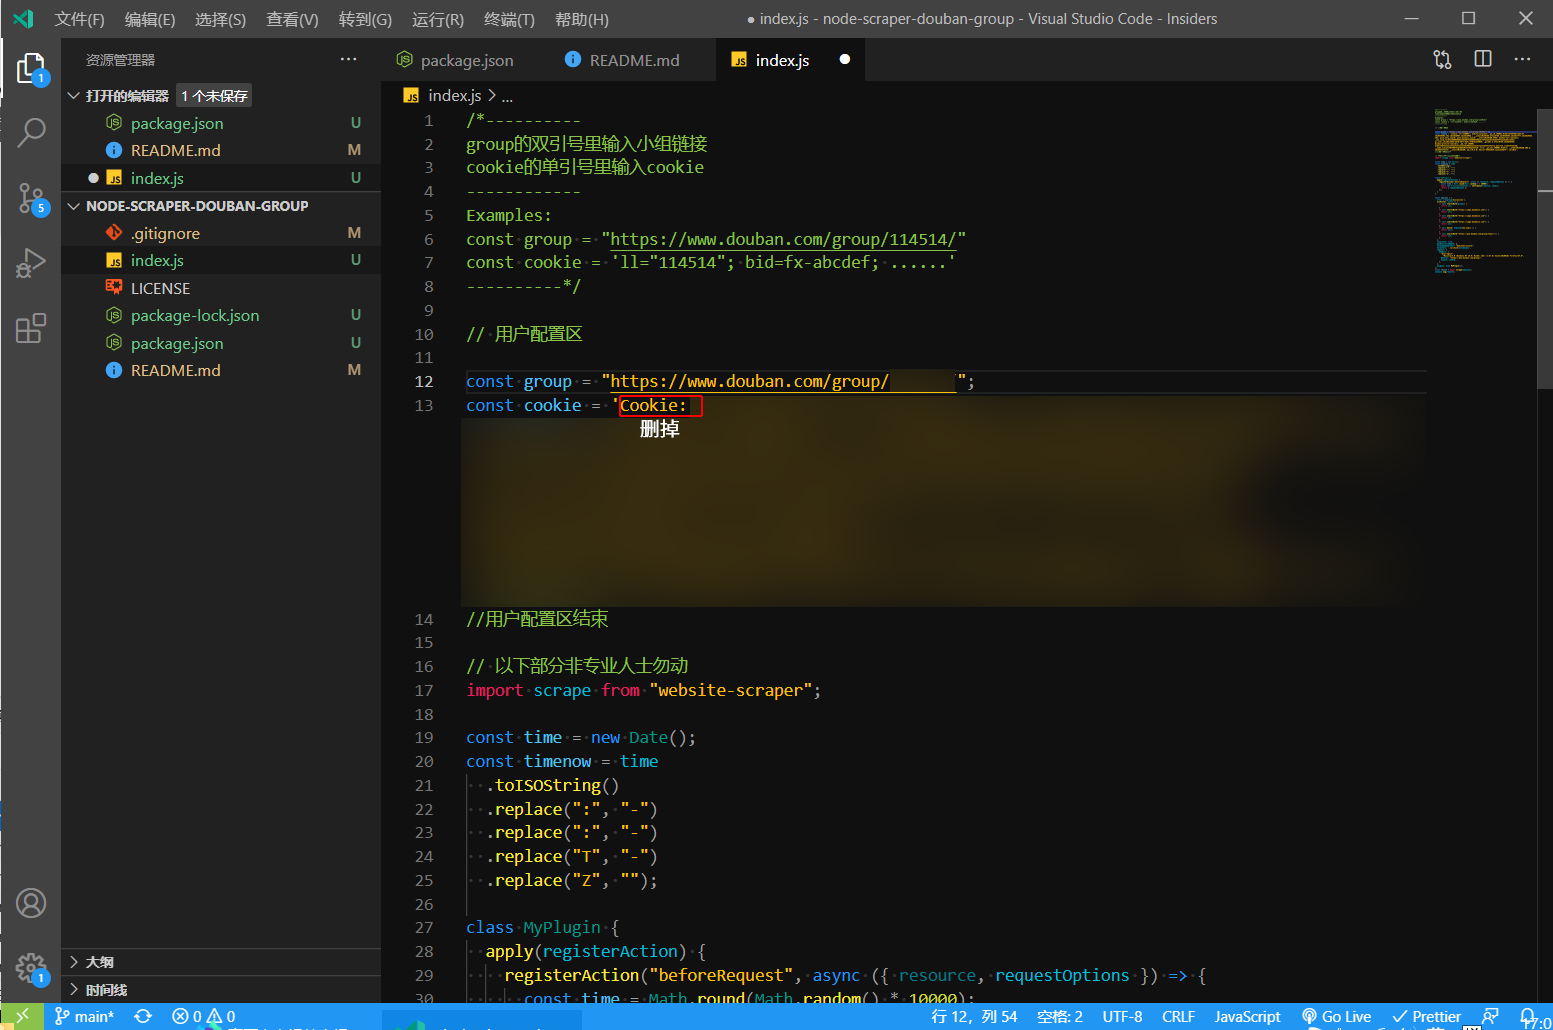 文件(F) 编辑(E) 选择(S) 查看(V) 转到(G) 运行(R) 终端(T) 帮助(H) ● index.js - node-scraper-douban-group - Visual Studio Code - Insiders
资源管理器 ···
package.json README.md JS index.js ●
打开的编辑器 1 个未保存
package.json U
README.md M
● JS index.js U
NODE-SCRAPER-DOUBAN-GROUP
.gitignore M
JS index.js U
LICENSE
package-lock.json U
package.json U
README.md M
大纲
时间线
1
5
1
JS index.js > ...
1 /*----------
2 group的双引号里输入小组链接
3 cookie的单引号里输入cookie
4 ------------
5 Examples:
6 const group = "https://www.douban.com/group/114514/"
7 const cookie = 'll="114514"; bid=fx-abcdef; ......'
8 ----------*/
9
10 // 用户配置区
11
12 const group = "https://www.douban.com/group/ ";
13 const cookie = 'Cookie:
删掉
14 //用户配置区结束
15
16 // 以下部分非专业人士勿动
17 import scrape from "website-scraper";
18
19 const time = new Date();
20 const timenow = time
21 .toISOString()
22 .replace(":", "-")
23 .replace(":", "-")
24 .replace("T", "-")
25 .replace("Z", "");
26
27 class MyPlugin {
28 apply(registerAction) {
29 registerAction("beforeRequest", async ({ resource, requestOptions }) => {
30 const time = Math.round(Math.random() * 10000);
main* 0 0 行 12，列 54 空格: 2 UTF-8 CRLF JavaScript Go Live Prettier